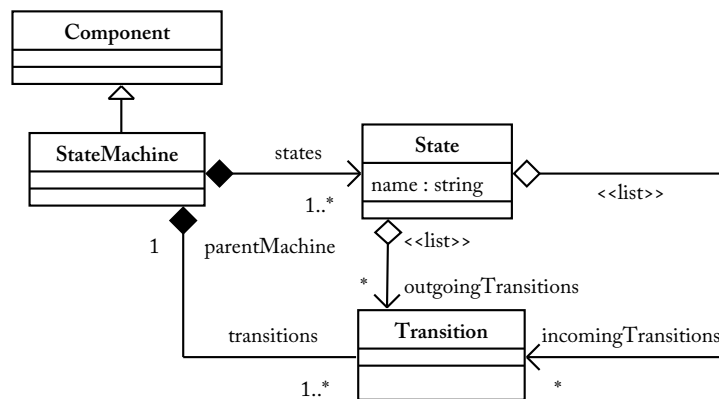 Component
StateMachine
states
State
name : string
<<list>>
1..*
1
parentMachine
<<list>>
*
outgoingTransitions
transitions
Transition
incomingTransitions
1..*
*